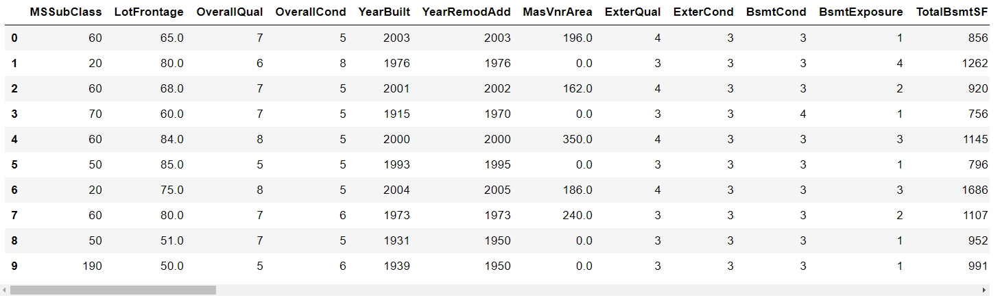 MSSubClass LotFrontage OverallQual OverallCond YearBuilt YearRemodAdd MasVnrArea ExterQual ExterCond BsmtCond BsmtExposure TotalBsmtSF
0 60 65.0 7 5 2003 2003 196.0 4 3 3 1 856
1 20 80.0 6 8 1976 1976 0.0 3 3 3 4 1262
2 60 68.0 7 5 2001 2002 162.0 4 3 3 2 920
3 70 60.0 7 5 1915 1970 0.0 3 3 4 1 756
4 60 84.0 8 5 2000 2000 350.0 4 3 3 3 1145
5 50 85.0 5 5 1993 1995 0.0 3 3 3 1 796
6 20 75.0 8 5 2004 2005 186.0 4 3 3 3 1686
7 60 80.0 7 6 1973 1973 240.0 3 3 3 2 1107
8 50 51.0 7 5 1931 1950 0.0 3 3 3 1 952
9 190 50.0 5 6 1939 1950 0.0 3 3 3 1 991